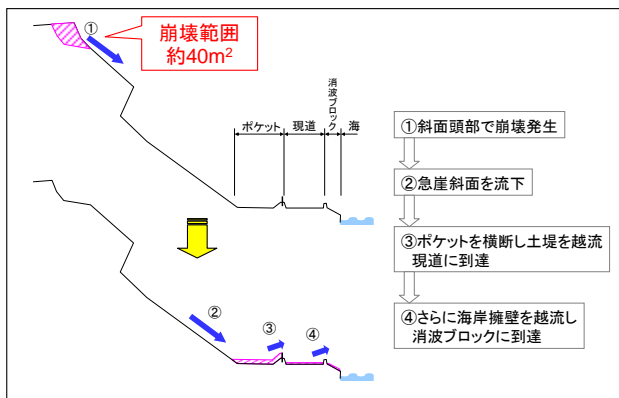 ①
崩壊範囲
約40m²
ポケット
現道
消波ブロック
海
②
③
④
①斜面頭部で崩壊発生
②急崖斜面を流下
③ポケットを横断し土堤を越流
現道に到達
④さらに海岸擁壁を越流し
消波ブロックに到達